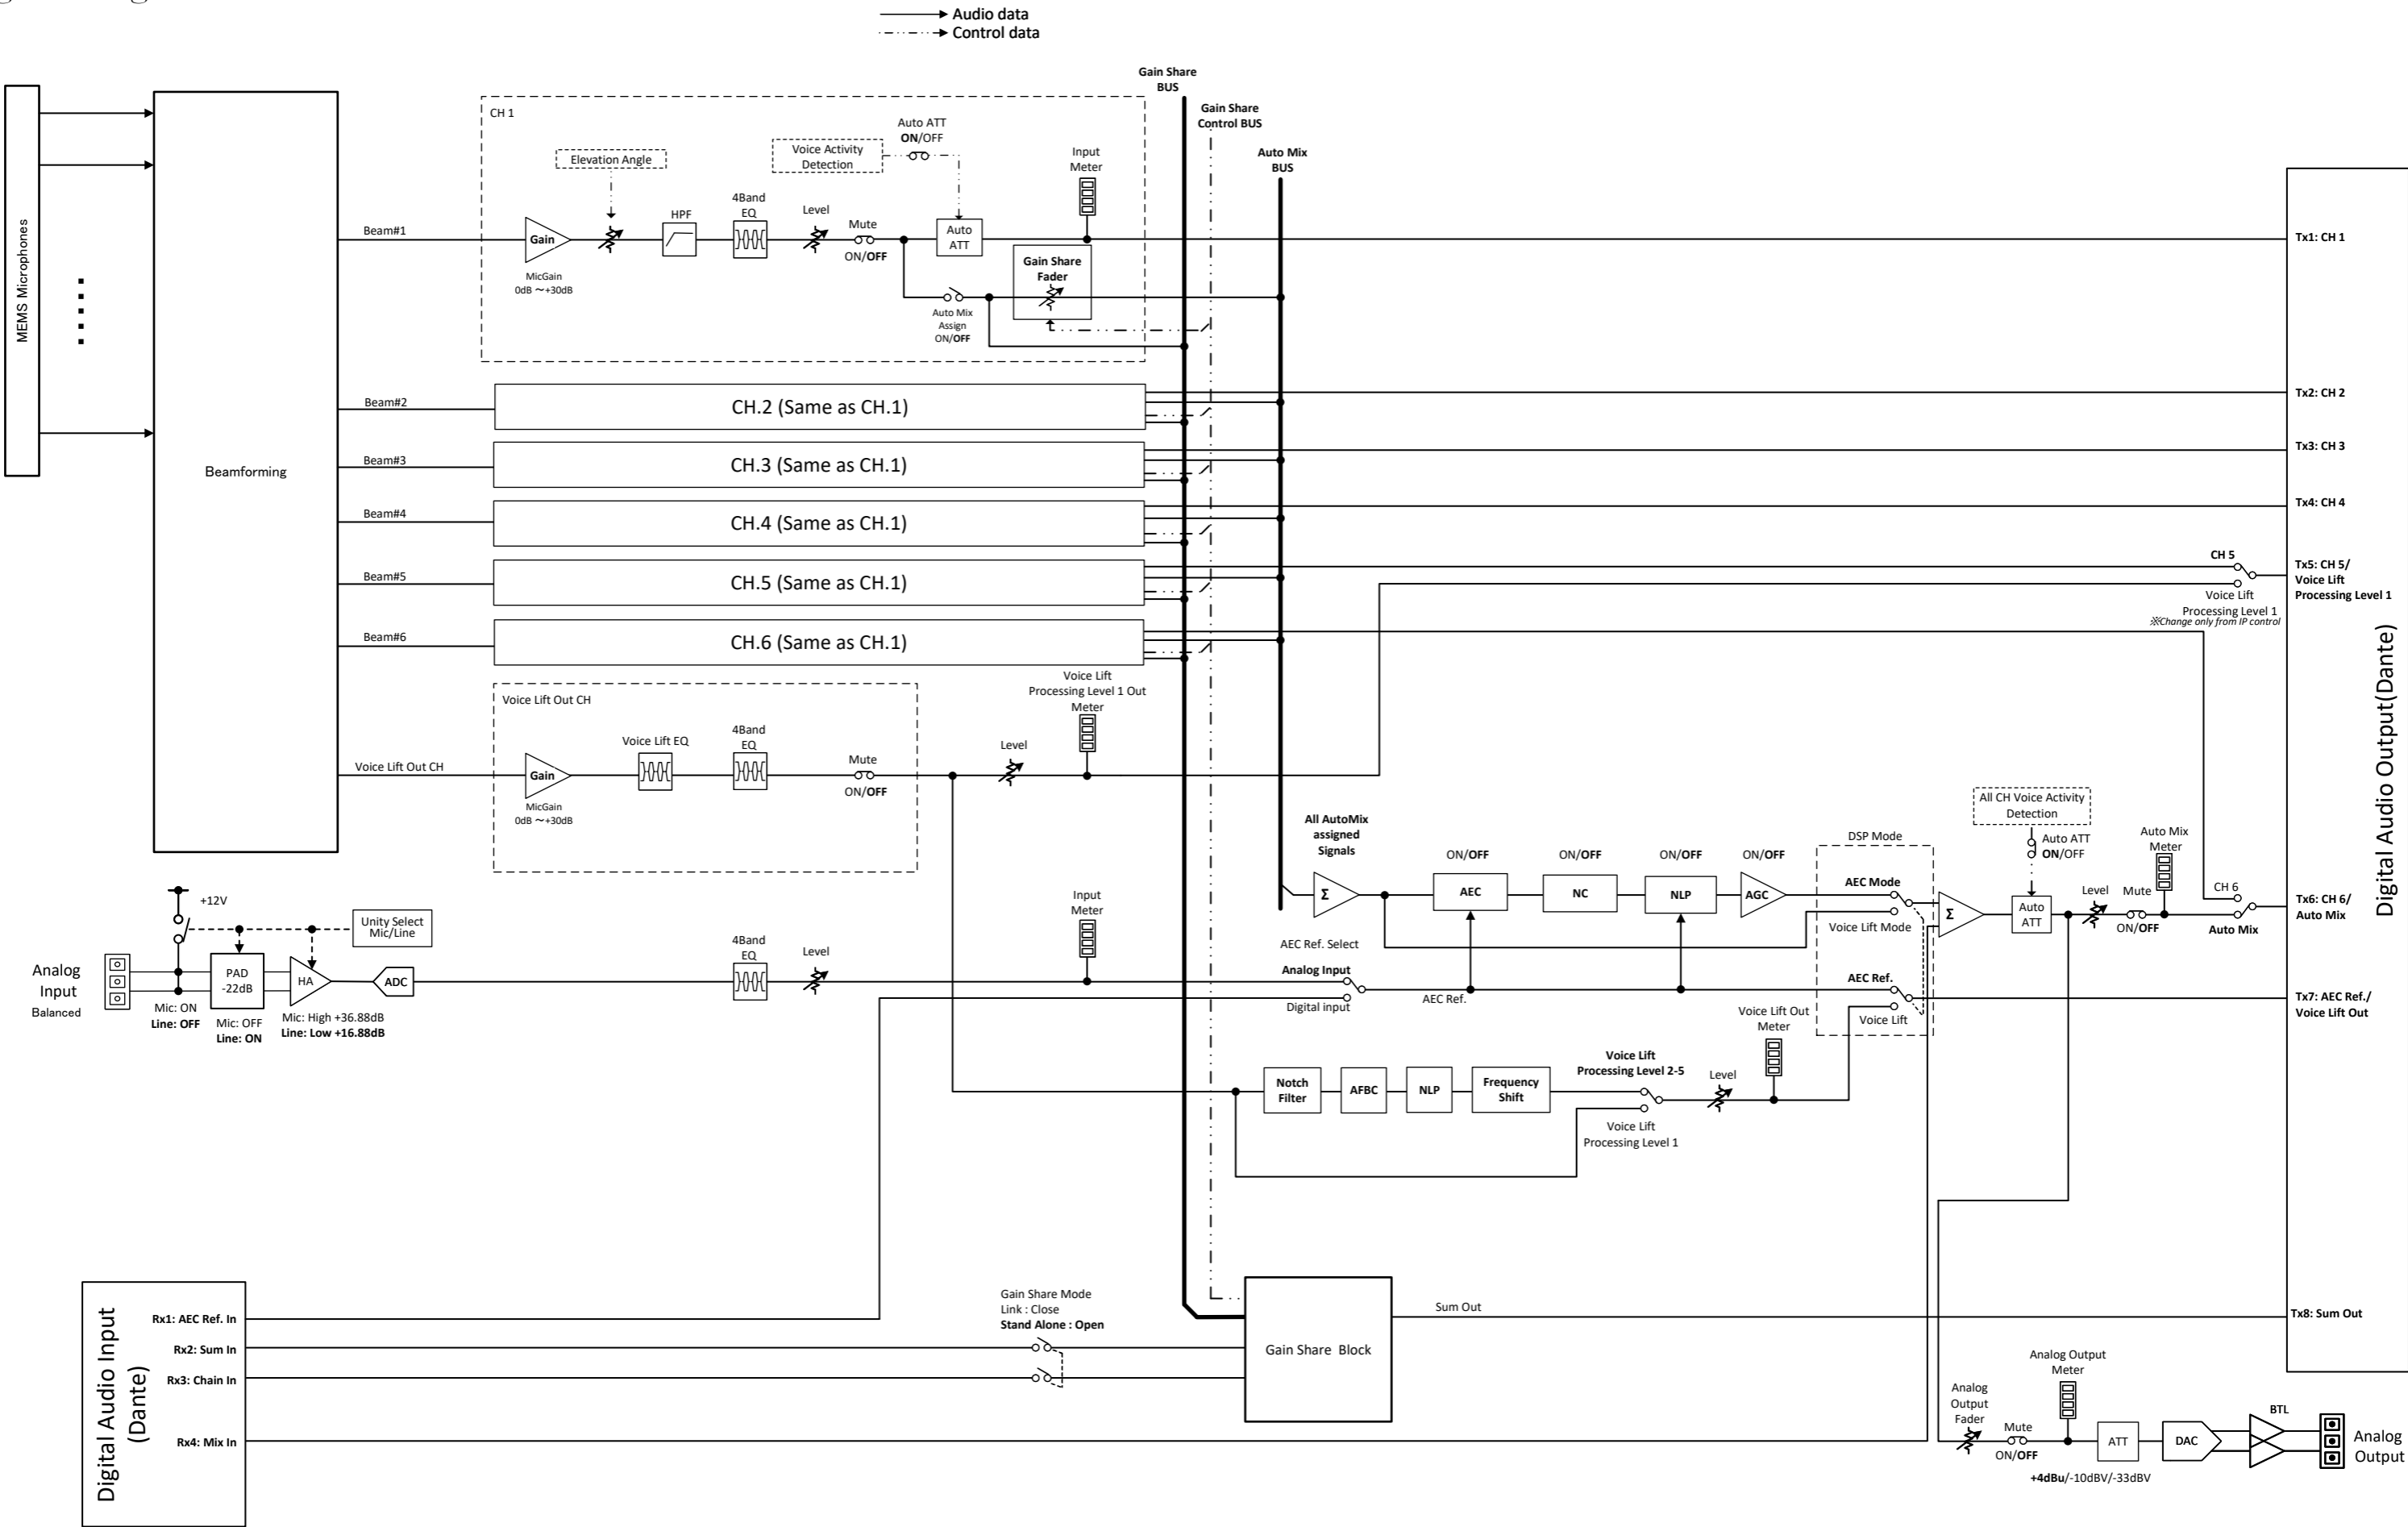 Audio data
Control data
Gain Share
BUS
Gain Share
Control BUS
Auto Mix
BUS
MEMS Microphones
Beamforming
CH 1
Elevation Angle
Voice Activity
Detection
Auto ATT
ON/OFF
Input
Meter
Beam#1
Gain
MicGain
0dB ～+30dB
HPF
4Band
EQ
Level
Mute
ON/OFF
Auto
ATT
Gain Share
Fader
Auto Mix
Assign
ON/OFF
Tx1: CH 1
Beam#2
CH.2 (Same as CH.1)
Tx2: CH 2
Beam#3
CH.3 (Same as CH.1)
Tx3: CH 3
Beam#4
CH.4 (Same as CH.1)
Tx4: CH 4
Beam#5
CH.5 (Same as CH.1)
CH 5
Voice Lift
Processing Level 1
※Change only from IP control
Tx5: CH 5/
Voice Lift
Processing Level 1
Beam#6
CH.6 (Same as CH.1)
Digital Audio Output(Dante)
Voice Lift Out CH
Voice Lift Out CH
Gain
MicGain
0dB ～+30dB
Voice Lift EQ
4Band
EQ
Mute
ON/OFF
Level
Voice Lift
Processing Level 1 Out
Meter
All AutoMix
assigned
Signals
Σ
ON/OFF
AEC
ON/OFF
NC
ON/OFF
NLP
ON/OFF
AGC
DSP Mode
AEC Mode
Voice Lift Mode
AEC Ref.
Voice Lift
Σ
All CH Voice Activity
Detection
Auto ATT
ON/OFF
Auto
ATT
Level
Mute
ON/OFF
Auto Mix
Meter
CH 6
Auto Mix
Tx6: CH 6/
Auto Mix
Analog
Input
Balanced
+12V
Mic: ON
Line: OFF
PAD
-22dB
Mic: OFF
Line: ON
HA
Mic: High +36.88dB
Line: Low +16.88dB
Unity Select
Mic/Line
ADC
4Band
EQ
Level
Input
Meter
AEC Ref. Select
Analog Input
Digital input
AEC Ref.
Tx7: AEC Ref./
Voice Lift Out
Notch
Filter
AFBC
NLP
Frequency
Shift
Voice Lift
Processing Level 2-5
Voice Lift
Processing Level 1
Level
Voice Lift Out
Meter
Digital Audio Input
(Dante)
Rx1: AEC Ref. In
Rx2: Sum In
Rx3: Chain In
Rx4: Mix In
Gain Share Mode
Link : Close
Stand Alone : Open
Gain Share Block
Sum Out
Tx8: Sum Out
Analog
Output
Fader
Mute
ON/OFF
Analog Output
Meter
ATT
+4dBu/-10dBV/-33dBV
DAC
BTL
Analog
Output